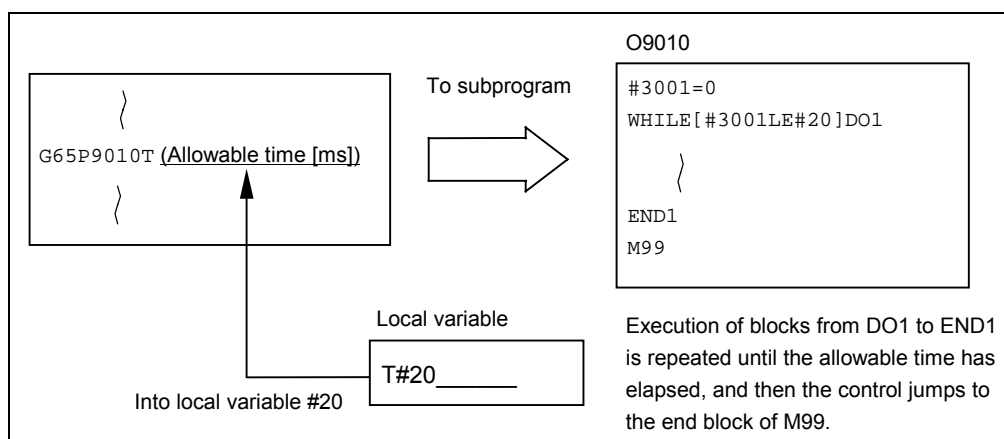 G65P9010T (Allowable time [ms])
To subprogram
O9010
#3001=0
WHILE[#3001LE#20]DO1
END1
M99
Local variable
T#20______
Into local variable #20
Execution of blocks from DO1 to END1
is repeated until the allowable time has
elapsed, and then the control jumps to
the end block of M99.